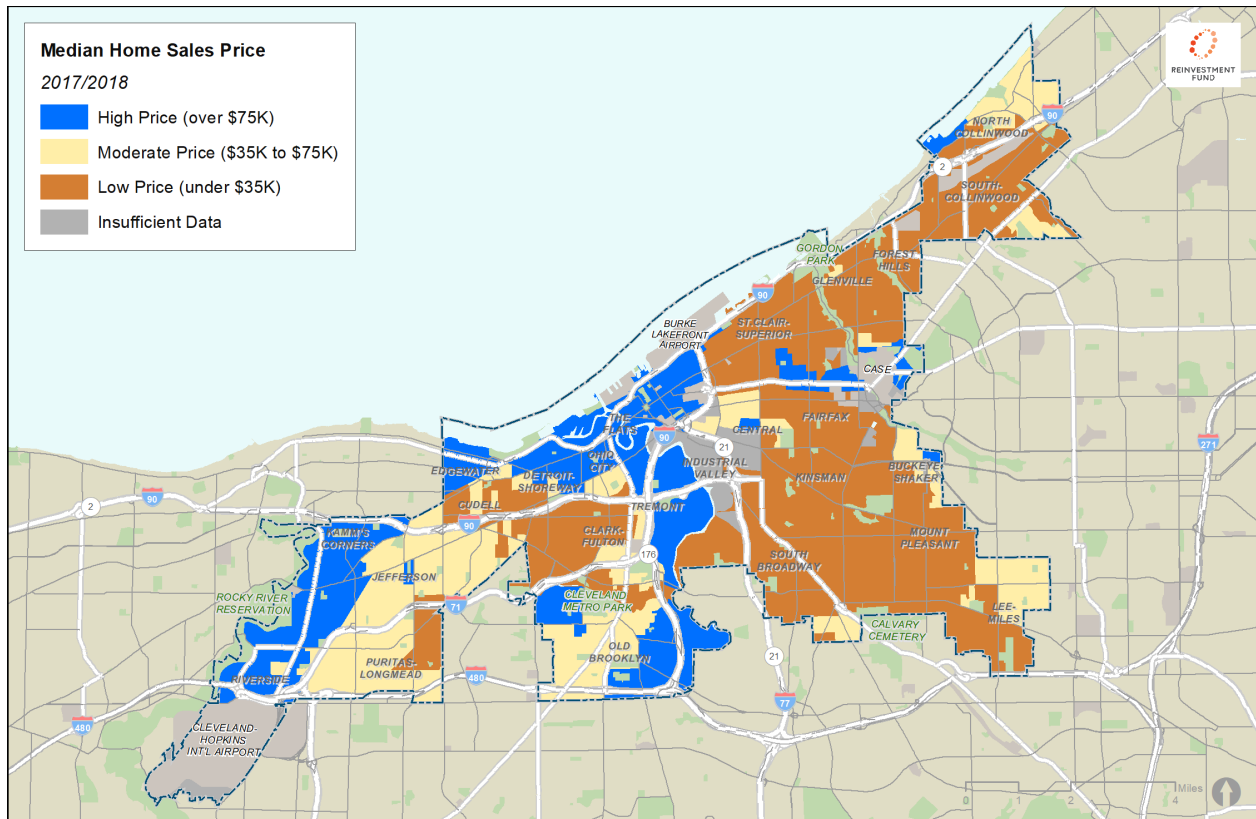 Median Home Sales Price
2017/2018
High Price (over $75K)
Moderate Price ($35K to $75K)
Low Price (under $35K)
Insufficient Data
REINVESTMENT
FUND
90
NORTH
COLLINWOOD
2
SOUTH-
COLLINWOOD
GORDON
PARK
FOREST
HILLS
GLENVILLE
90
ST.CLAIR-
SUPERIOR
BURKE
LAKEFRONT
AIRPORT
CASE
THE
FLATS
90
FAIRFAX
CENTRAL
21
271
OHIO
CITY
INDUSTRIAL
VALLEY
EDGEWATER
DETROIT-
SHOREWAY
BUCKEYE-
SHAKER
KINSMAN
90
2
CUDELL
TREMONT
90
KAMM'S
CORNERS
CLARK-
FULTON
MOUNT
PLEASANT
176
SOUTH
BROADWAY
JEFFERSON
ROCKY RIVER
RESERVATION
71
CLEVELAND
METRO PARK
LEE-
MILES
CALVARY
CEMETERY
OLD
BROOKLYN
21
PURITAS-
LONGMEAD
480
RIVERSIDE
77
480
CLEVELAND-
HOPKINS
INT'L AIRPORT
Miles
0 1 2 4